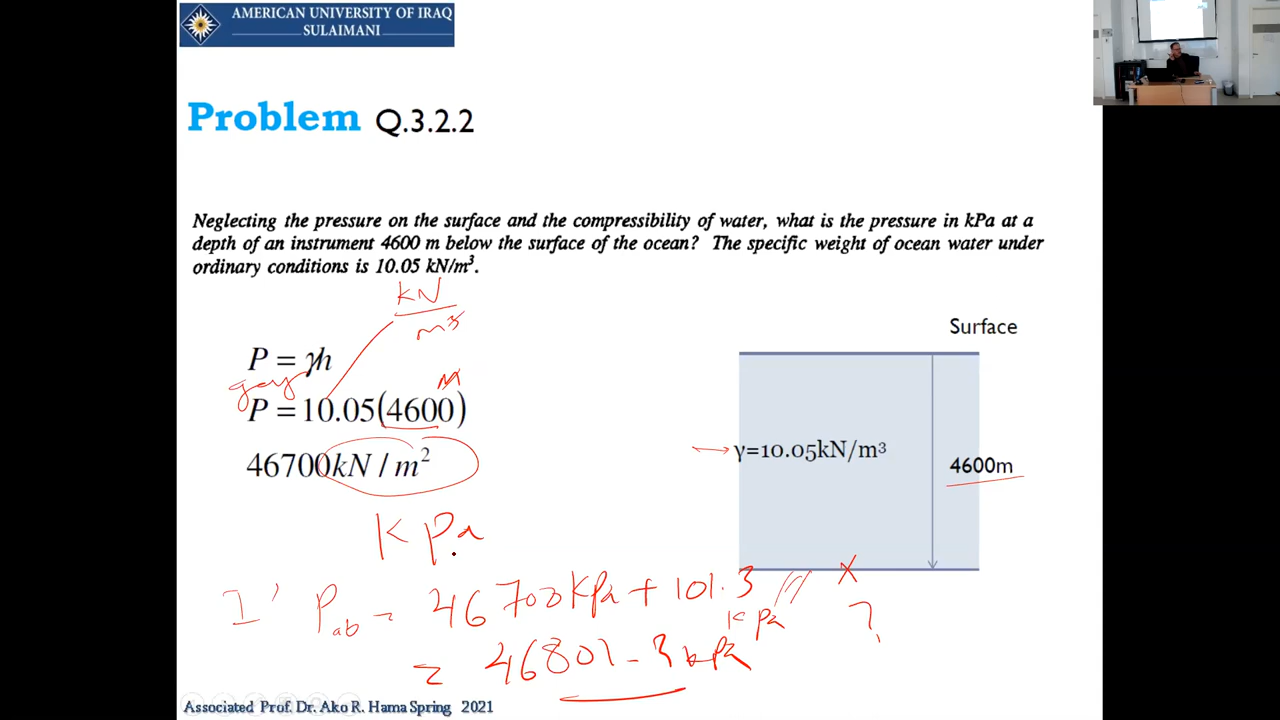 AMERICAN UNIVERSITY OF IRAQ
SULAIMANI
Problem Q.3.2.2
Neglecting the pressure on the surface and the compressibility of water, what is the pressure in kPa at a
depth of an instrument 4600 m below the surface of the ocean? The specific weight of ocean water under
ordinary conditions is 10.05 kN/m³.
kN
m³
Surface
P = γh
gay
m
P = 10.05(4600)
γ=10.05kN/m³
4600m
46700kN / m²
KPa
P ab = 46700KPa + 101.3 KPa X ?
= 46801.3 kPa
Associated Prof. Dr. Ako R. Hama Spring 2021